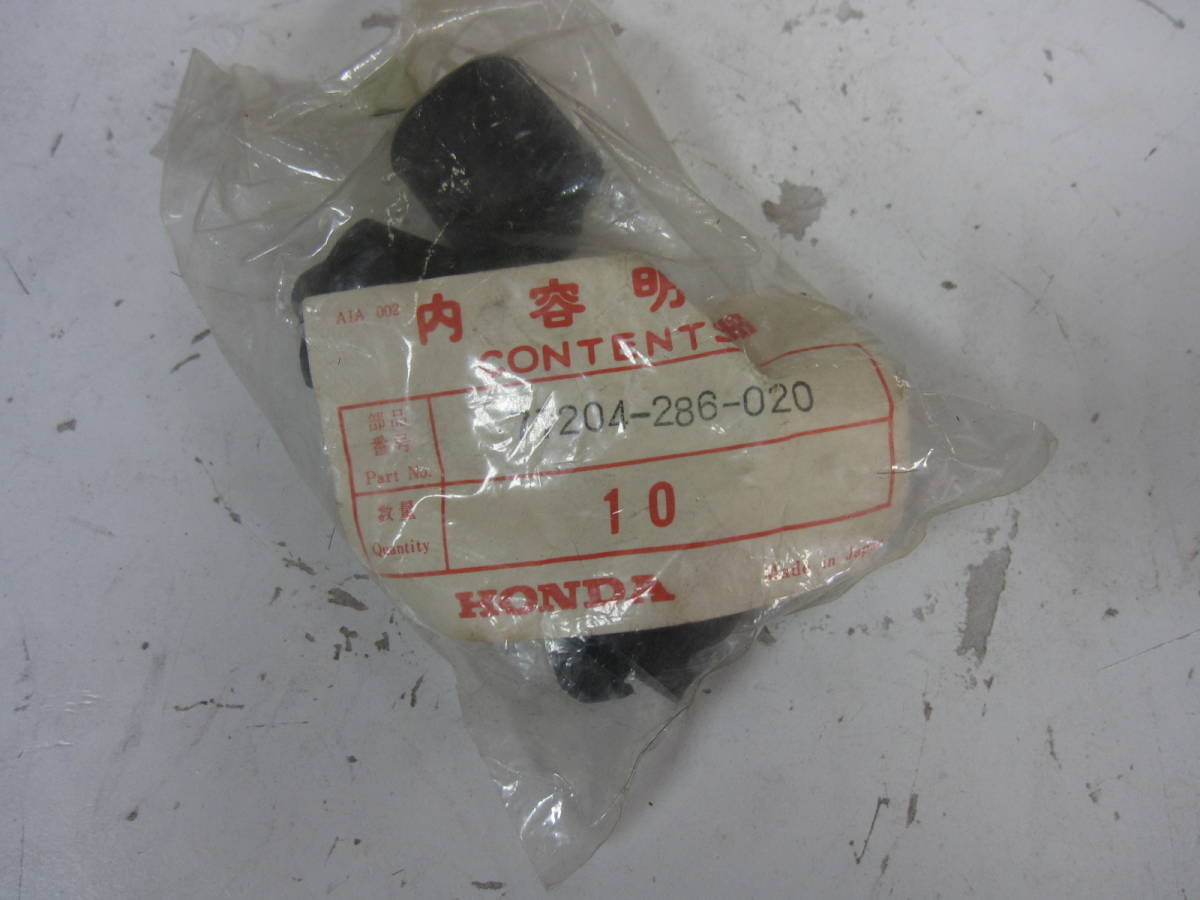 A1A 002
内容明
CONTENTS
部品
番号
Part No.
77204-286-020
数量
Quantity
10
HONDA
Made in Japan